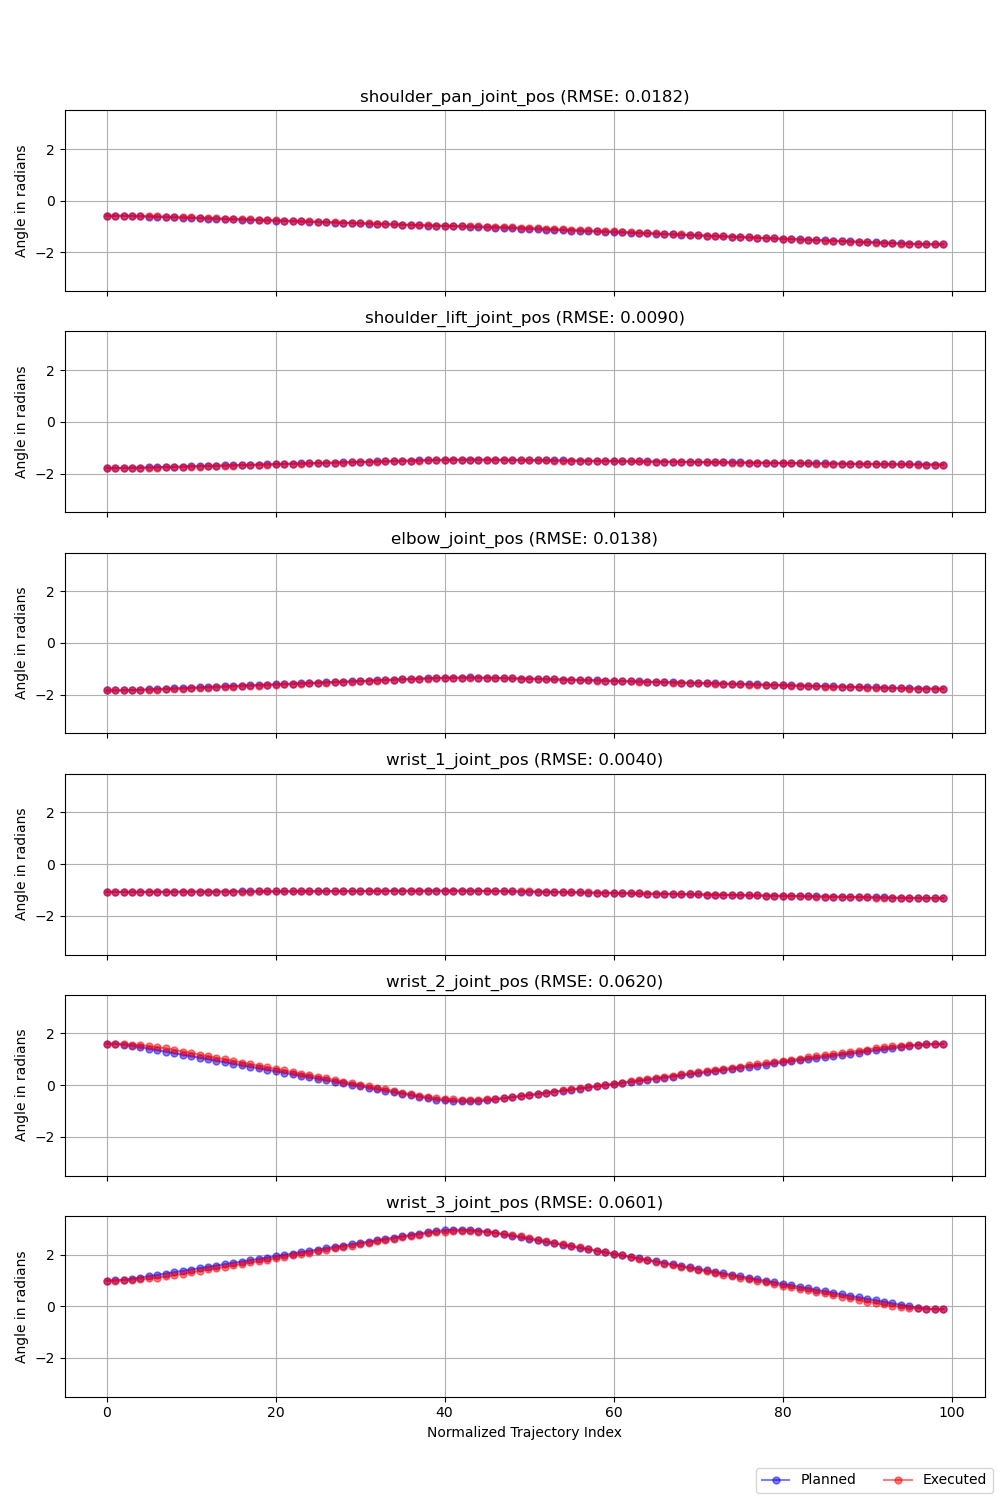 shoulder_pan_joint_pos (RMSE: 0.0182)
Angle in radians
2
0
−2
shoulder_lift_joint_pos (RMSE: 0.0090)
Angle in radians
2
0
−2
elbow_joint_pos (RMSE: 0.0138)
Angle in radians
2
0
−2
wrist_1_joint_pos (RMSE: 0.0040)
Angle in radians
2
0
−2
wrist_2_joint_pos (RMSE: 0.0620)
Angle in radians
2
0
−2
wrist_3_joint_pos (RMSE: 0.0601)
Angle in radians
2
0
−2
0 20 40 60 80 100
Normalized Trajectory Index
Planned Executed